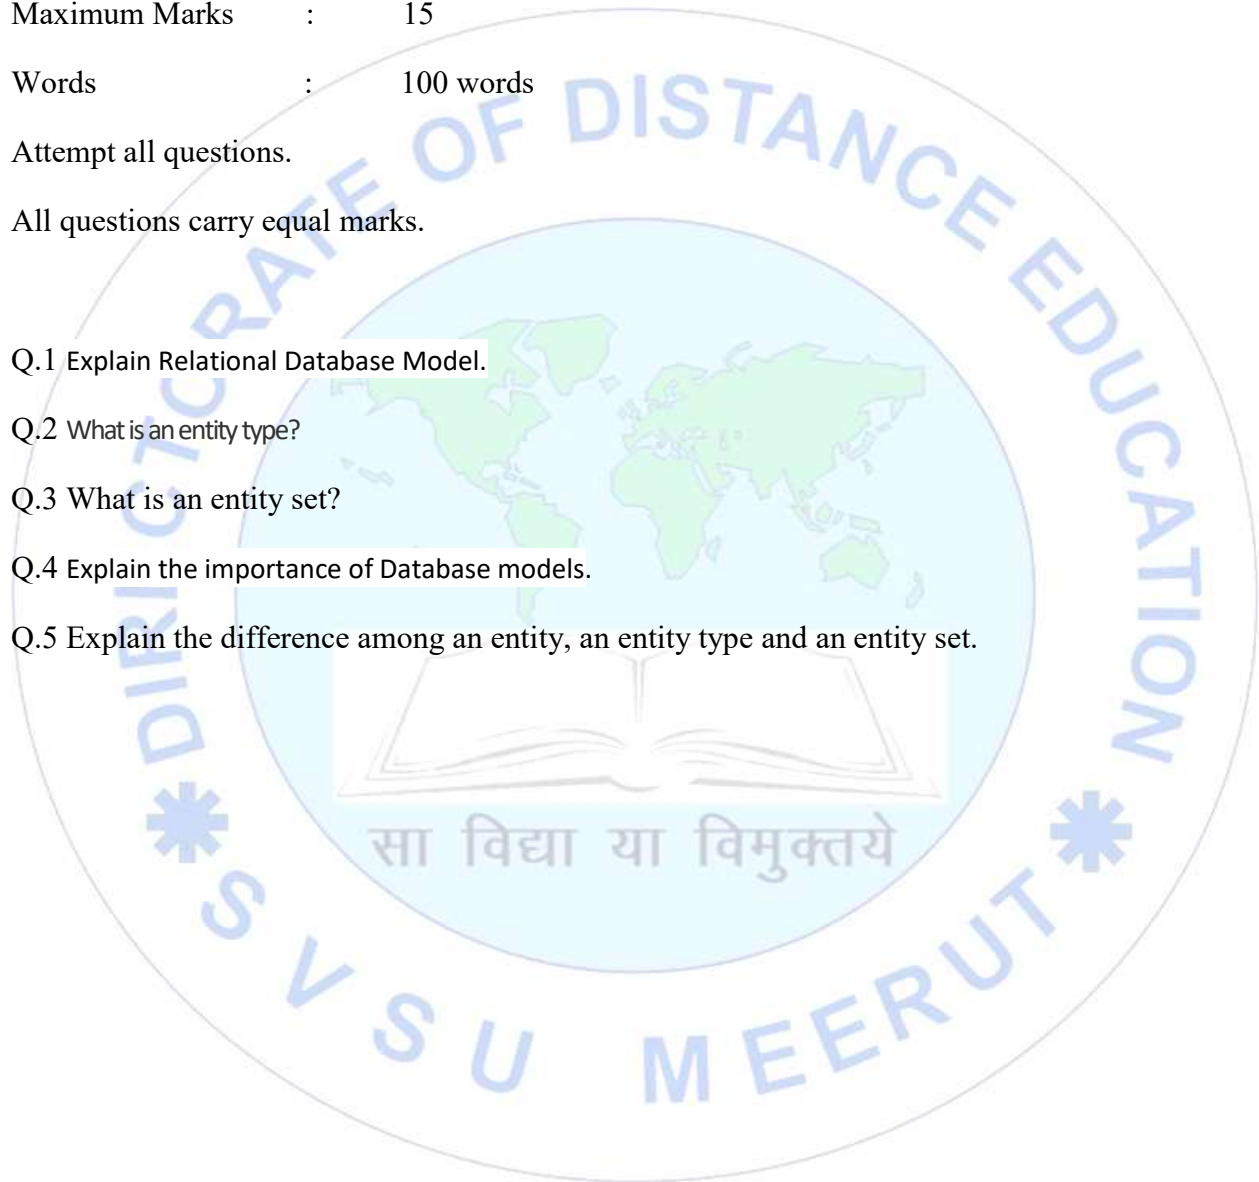 Maximum Marks : 15
Words : 100 words
Attempt all questions.
All questions carry equal marks.
Q.1 Explain Relational Database Model.
Q.2 What is an entity type?
Q.3 What is an entity set?
Q.4 Explain the importance of Database models.
Q.5 Explain the difference among an entity, an entity type and an entity set.
DIRI CTORATE OF DISTANCE EDUCATION
सा विद्या या विमुक्तये
S V S U MEERUT